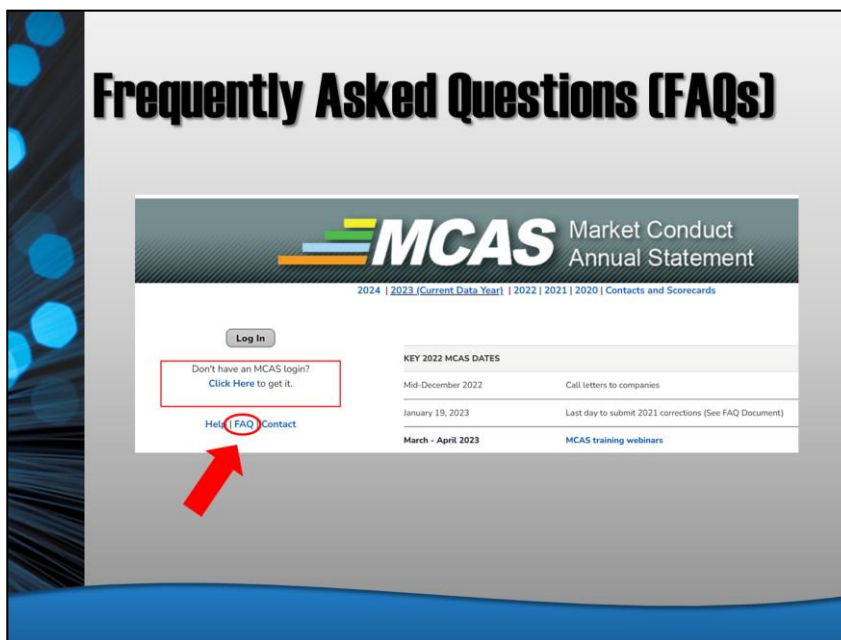 Frequently Asked Questions (FAQs)
MCAS Market Conduct
Annual Statement
2024 | 2023 (Current Data Year) | 2022 | 2021 | 2020 | Contacts and Scorecards
Log In
Don't have an MCAS login?
Click Here to get it.
Help | FAQ | Contact
KEY 2022 MCAS DATES
Mid-December 2022 Call letters to companies
January 19, 2023 Last day to submit 2021 corrections (See FAQ Document)
March - April 2023 MCAS training webinars